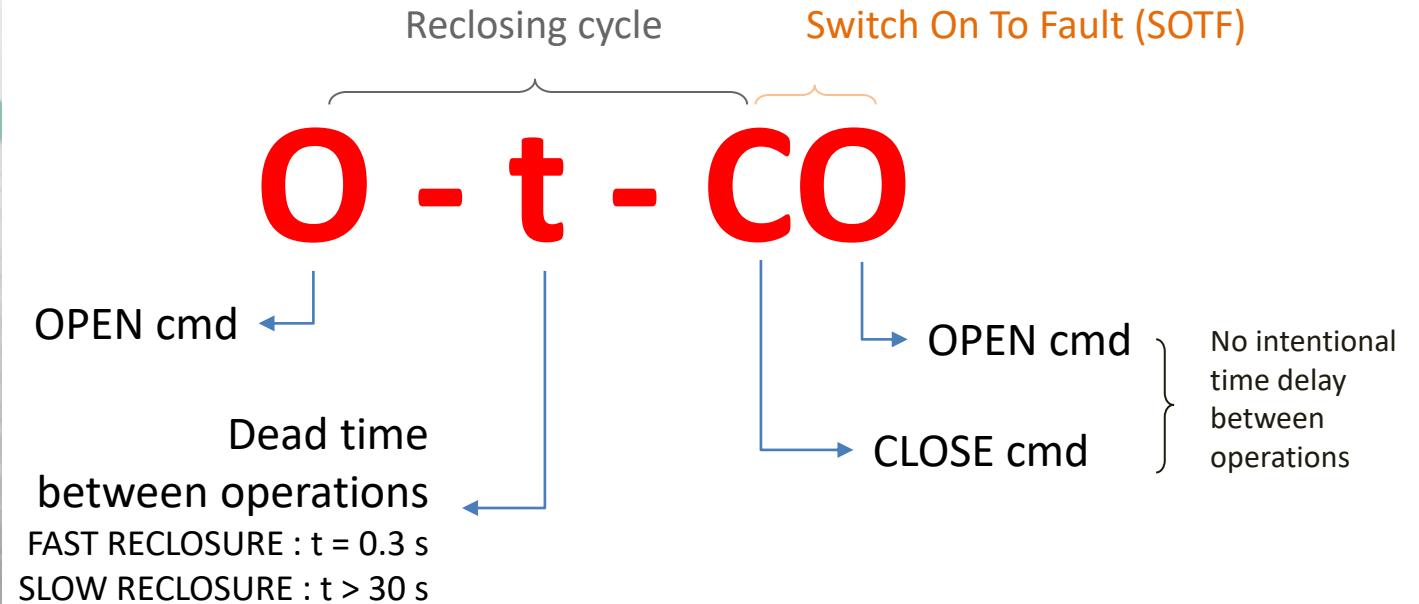 Reclosing cycle
Switch On To Fault (SOTF)
O - t - CO
OPEN cmd
OPEN cmd
CLOSE cmd
No intentional
time delay
between
operations
Dead time
between operations
FAST RECLOSURE : t = 0.3 s
SLOW RECLOSURE : t > 30 s